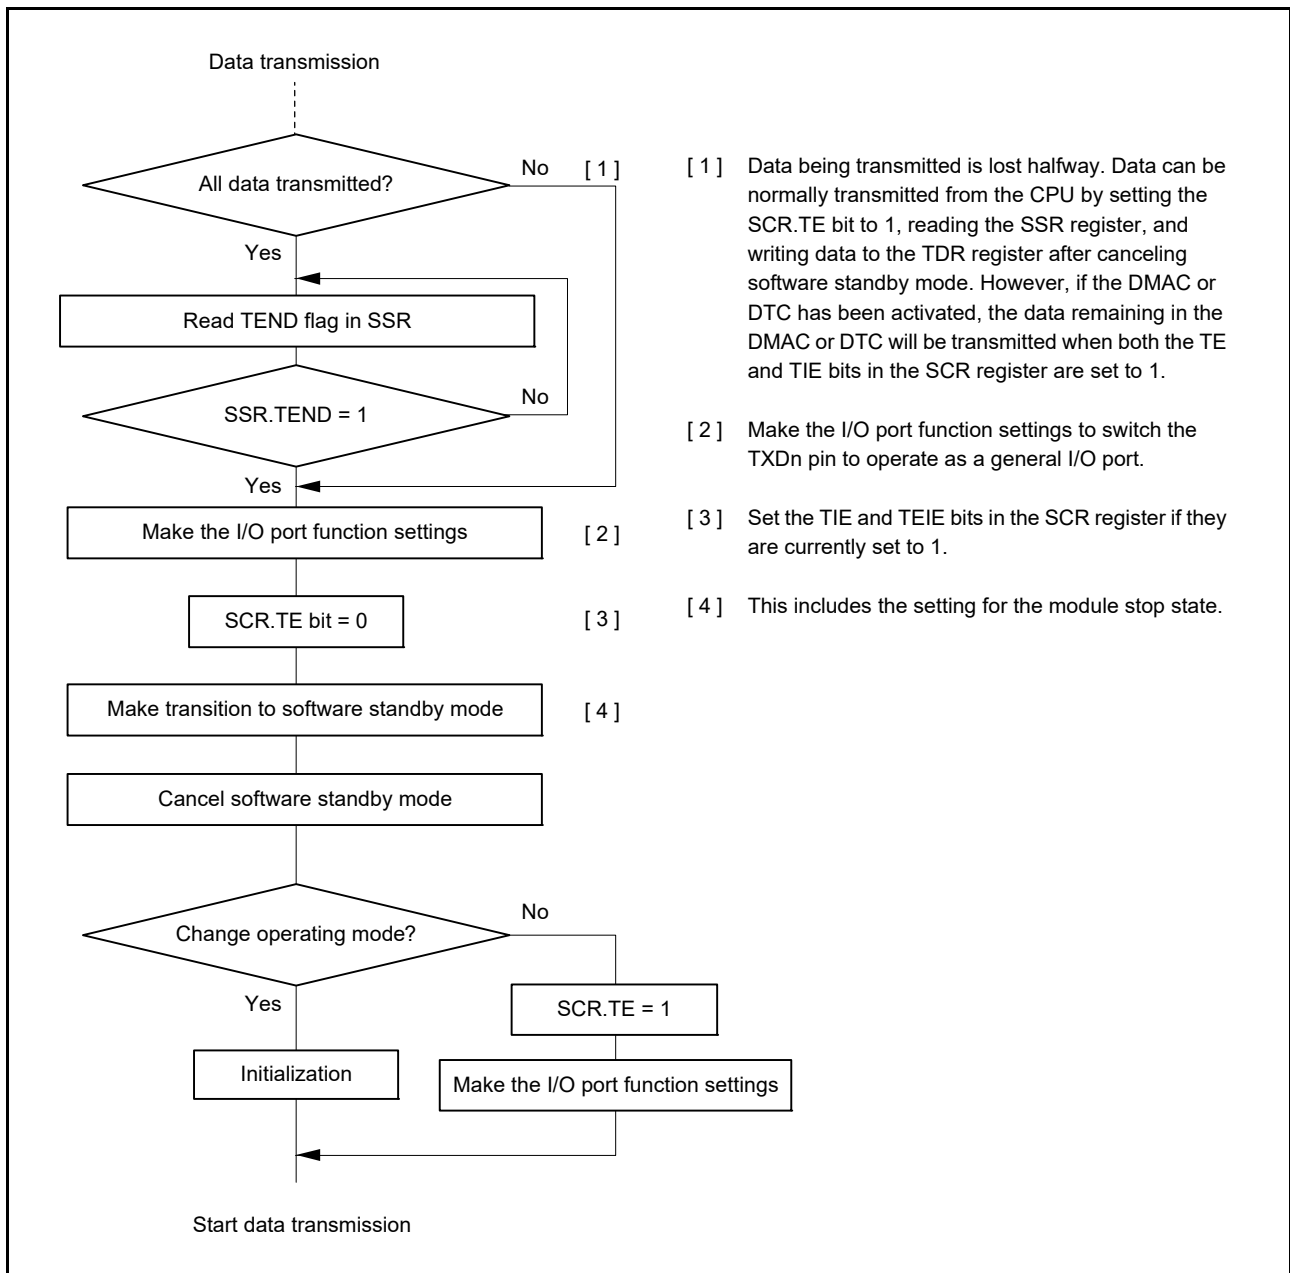 Data transmission
All data transmitted?
No
[ 1 ]
Yes
Read TEND flag in SSR
SSR.TEND = 1
No
Yes
Make the I/O port function settings
[ 2 ]
SCR.TE bit = 0
[ 3 ]
Make transition to software standby mode
[ 4 ]
Cancel software standby mode
Change operating mode?
No
Yes
SCR.TE = 1
Initialization
Make the I/O port function settings
Start data transmission
[ 1 ] Data being transmitted is lost halfway. Data can be
normally transmitted from the CPU by setting the
SCR.TE bit to 1, reading the SSR register, and
writing data to the TDR register after canceling
software standby mode. However, if the DMAC or
DTC has been activated, the data remaining in the
DMAC or DTC will be transmitted when both the TE
and TIE bits in the SCR register are set to 1.
[ 2 ] Make the I/O port function settings to switch the
TXDn pin to operate as a general I/O port.
[ 3 ] Set the TIE and TEIE bits in the SCR register if they
are currently set to 1.
[ 4 ] This includes the setting for the module stop state.